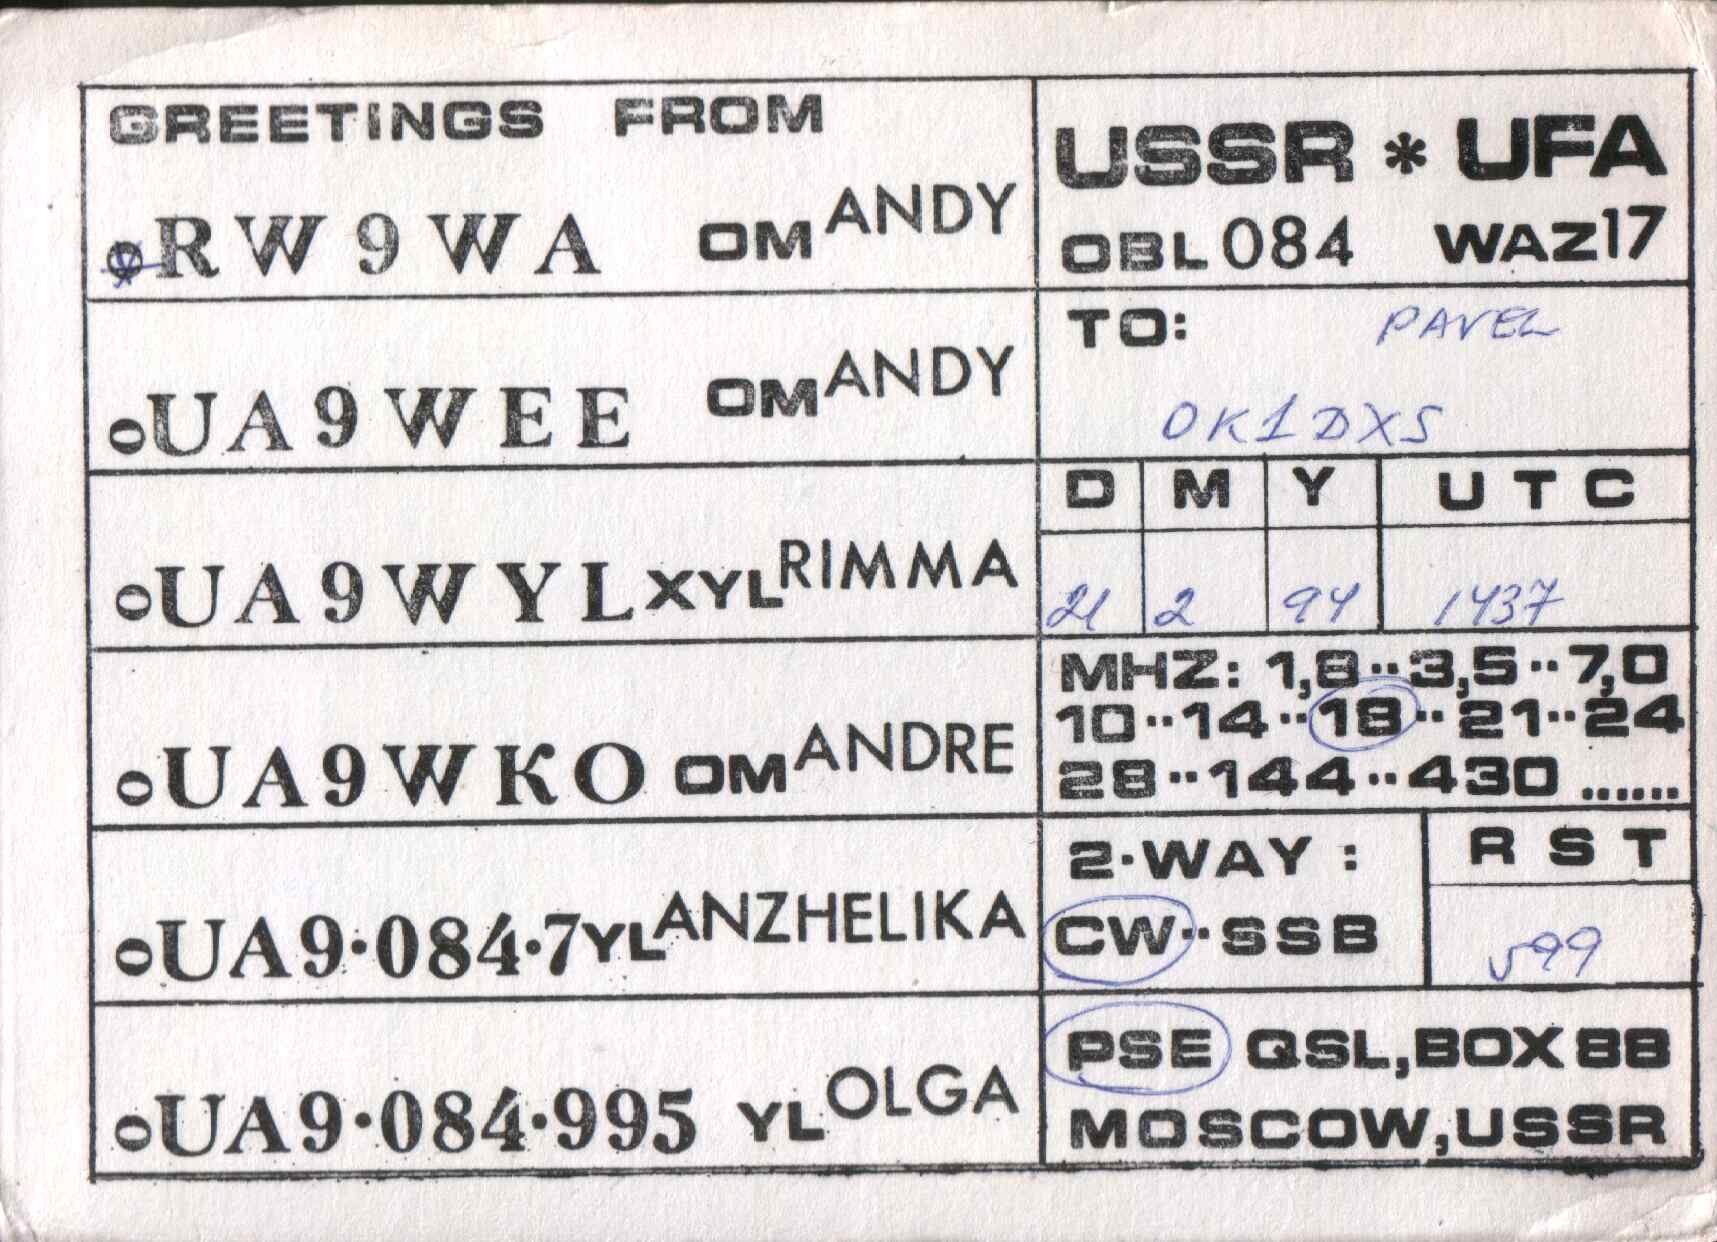 GREETINGS FROM
RW9WA OM ANDY
UA9WEE OM ANDY
UA9WYL XYL RIMMA
UA9WKO OM ANDRE
UA9·084·7 YL ANZHELIKA
UA9·084·995 YL OLGA
USSR * UFA
OBL 084 WAZ 17
TO: PAVEL
OK1DXS
D M Y UTC
21 2 94 1437
MHZ: 1,8··3,5··7,0
10··14··18··21··24
28··144··430 ......
2·WAY: RST
CW··SSB 599
PSE QSL, BOX 88
MOSCOW, USSR